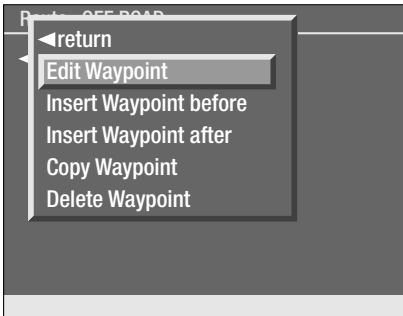 ◄return
Edit Waypoint
Insert Waypoint before
Insert Waypoint after
Copy Waypoint
Delete Waypoint